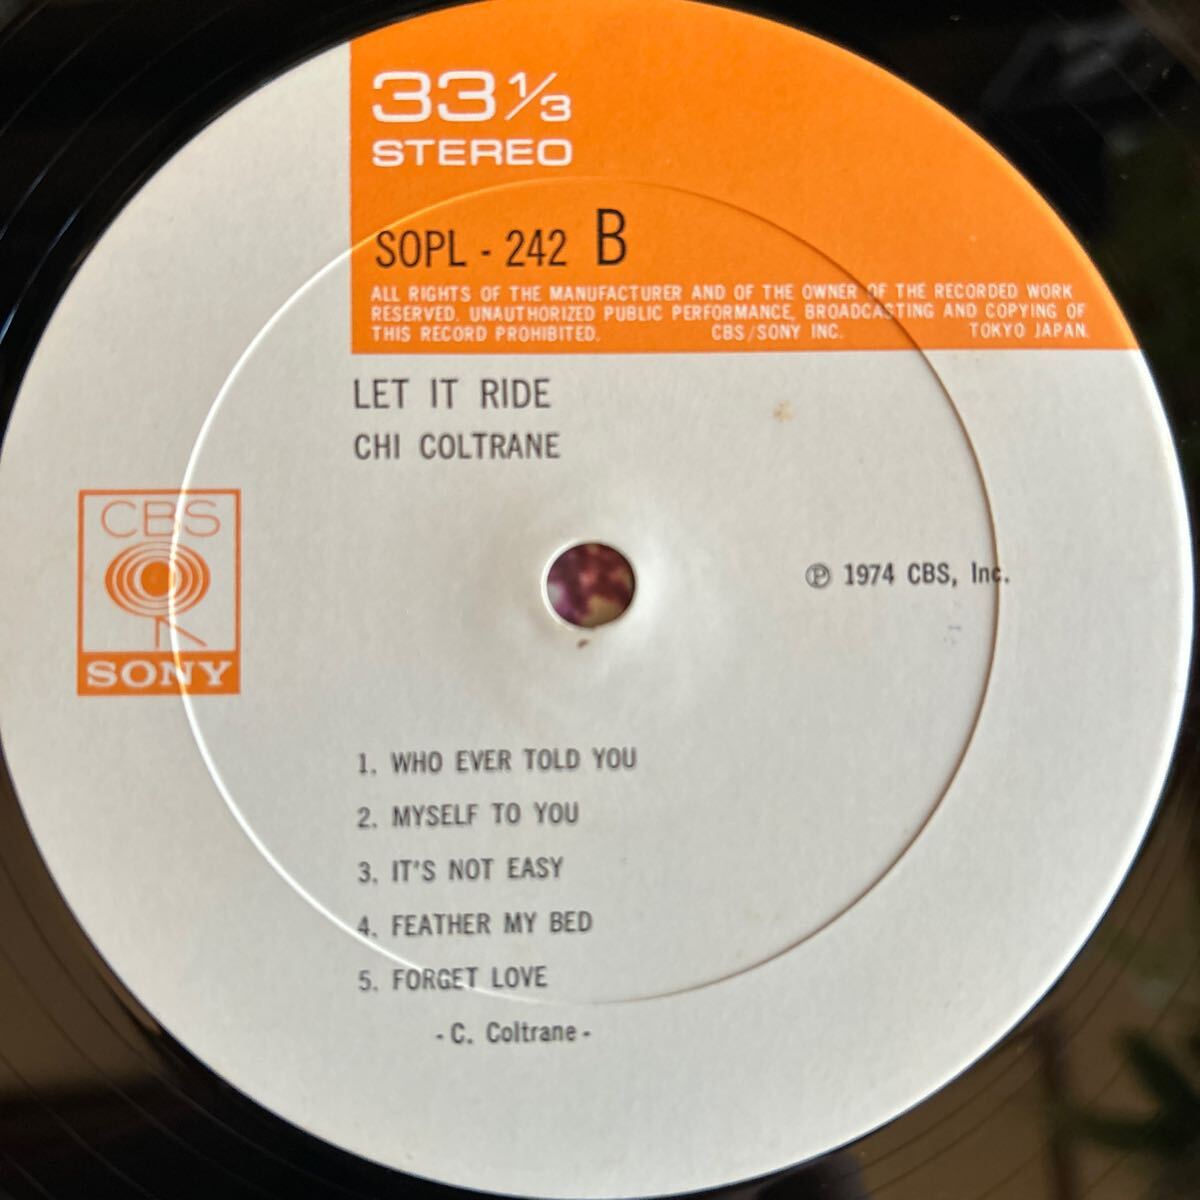 33 1/3
STEREO
SOPL - 242 B
ALL RIGHTS OF THE MANUFACTURER AND OF THE OWNER OF THE RECORDED WORK
RESERVED. UNAUTHORIZED PUBLIC PERFORMANCE, BROADCASTING AND COPYING OF
THIS RECORD PROHIBITED. CBS/SONY INC. TOKYO JAPAN.
LET IT RIDE
CHI COLTRANE
CBS
SONY
℗ 1974 CBS, Inc.
1. WHO EVER TOLD YOU
2. MYSELF TO YOU
3. IT'S NOT EASY
4. FEATHER MY BED
5. FORGET LOVE
- C. Coltrane -